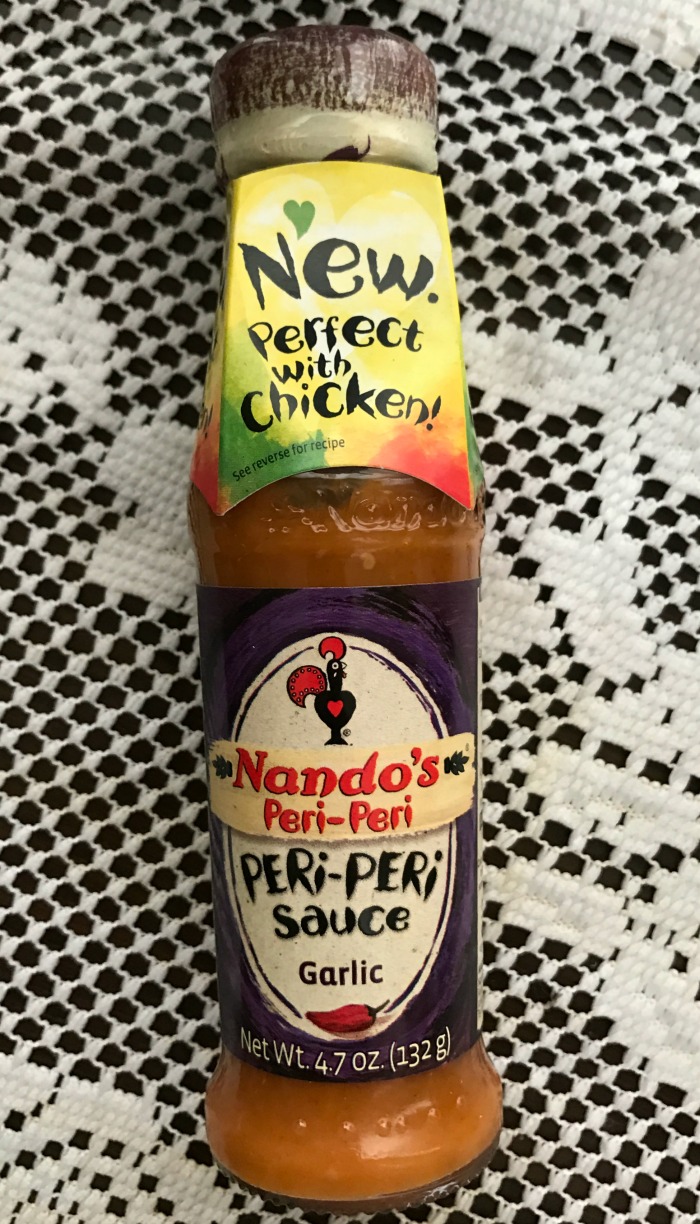 New.
Perfect
with
Chicken!
See reverse for recipe
®
Nando's
Peri-Peri
PERi-PERi
sauce
Garlic
Net Wt. 4.7 oz. (132 g)